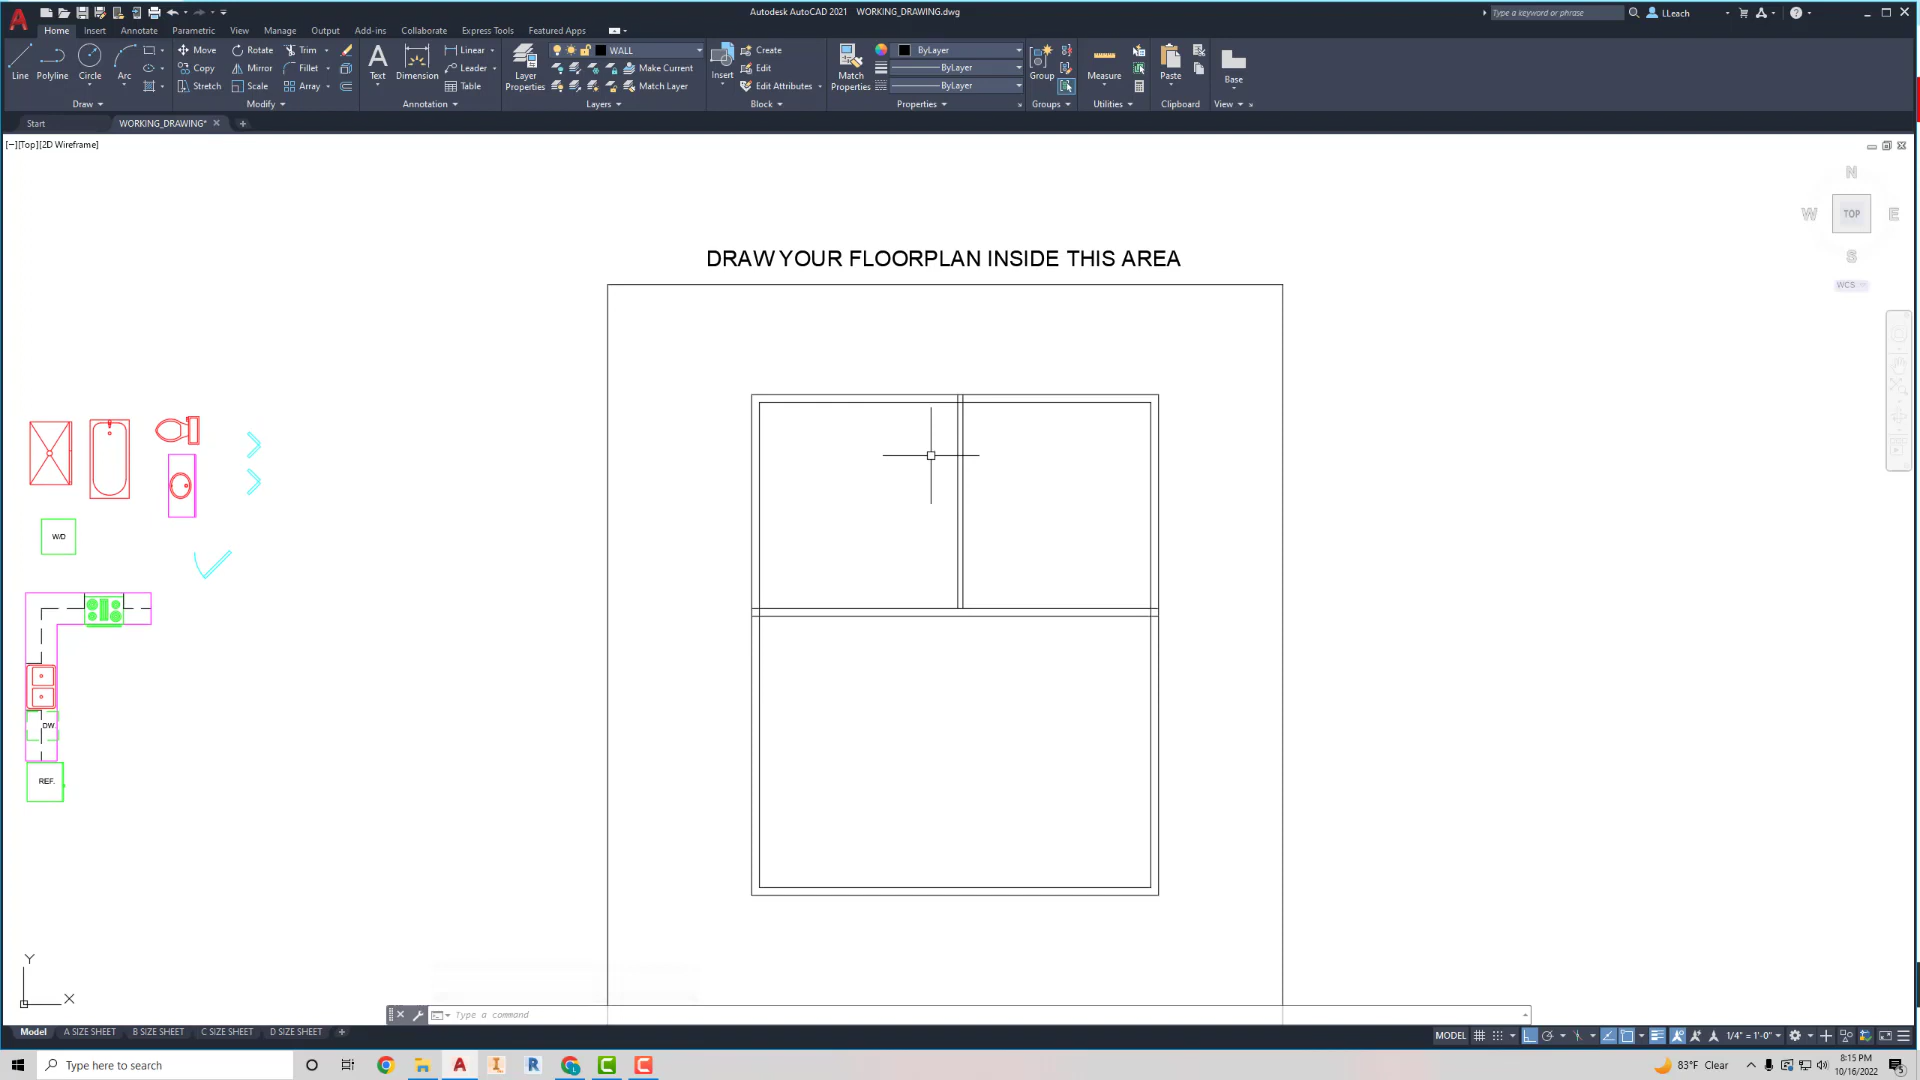 Autodesk AutoCAD 2021 WORKING_DRAWING.dwg
Type a keyword or phrase
LLeach
Home Insert Annotate Parametric View Manage Output Add-ins Collaborate Express Tools Featured Apps
Line Polyline Circle Arc
Move Rotate Trim
Copy Mirror Fillet
Stretch Scale Array
Text Dimension
Linear
Leader
Table
Layer Properties
WALL
Make Current
Match Layer
Insert
Create
Edit
Edit Attributes
Match Properties
ByLayer
ByLayer
ByLayer
Group
Measure
Paste
Base
Draw Modify Annotation Layers Block Properties Groups Utilities Clipboard View
Start WORKING_DRAWING*
[−][Top][2D Wireframe]
N
W TOP E
S
WCS
DRAW YOUR FLOORPLAN INSIDE THIS AREA
W/D
DW
REF.
Y
X
Type a command
Model A SIZE SHEET B SIZE SHEET C SIZE SHEET D SIZE SHEET
MODEL 1/4" = 1'-0"
Type here to search
83°F Clear
8:15 PM
10/16/2022
5